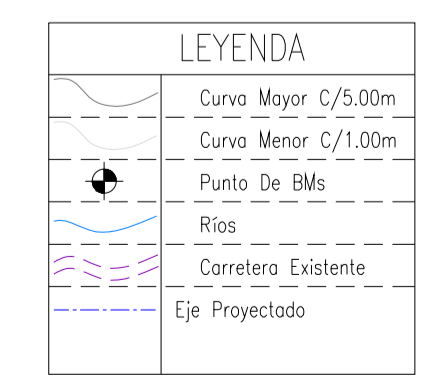 LEYENDA
Curva Mayor C/5.00m
Curva Menor C/1.00m
Punto De BMs
Ríos
Carretera Existente
Eje Proyectado